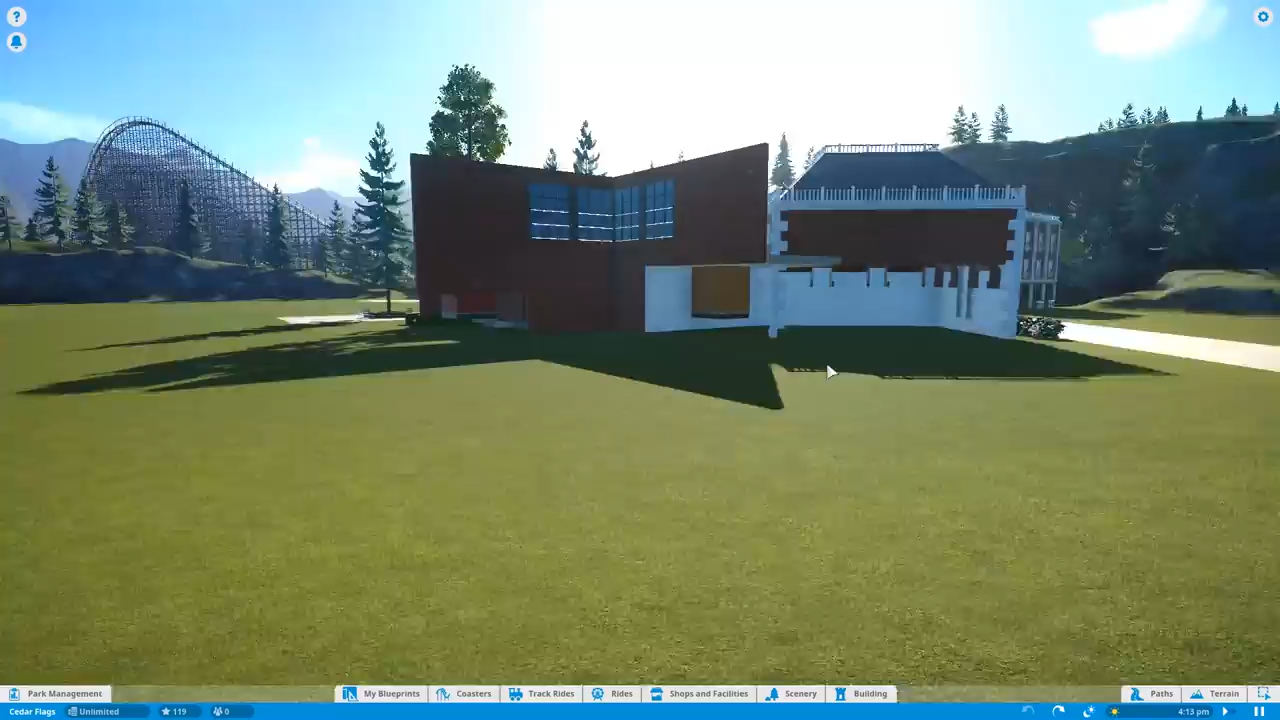 ?
Park Management
My Blueprints
Coasters
Track Rides
Rides
Shops and Facilities
Scenery
Building
Paths
Terrain
Cedar Flags
Unlimited
119
0
4:13 pm